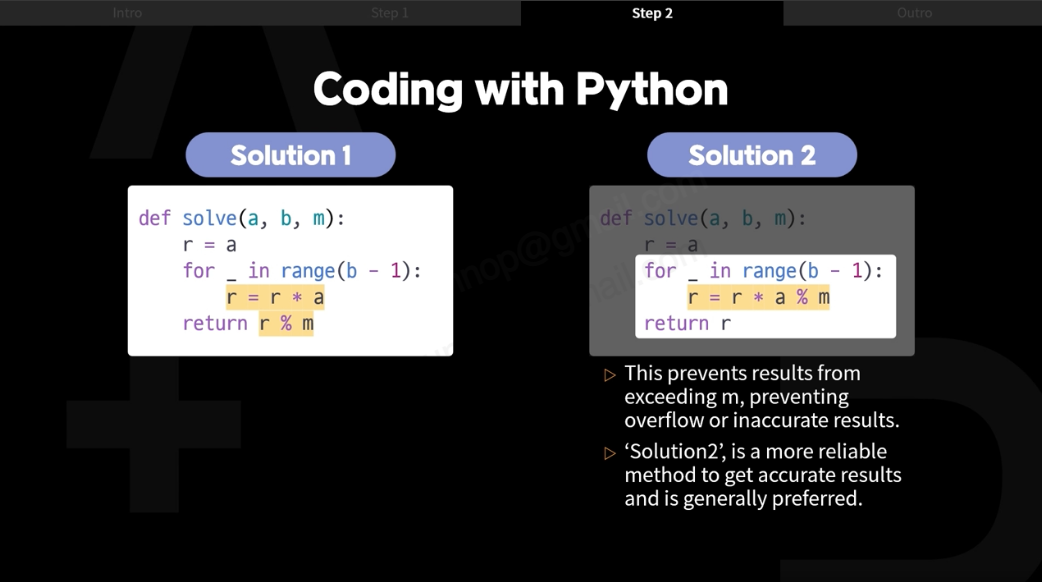 Intro
Step 1
Step 2
Outro
Coding with Python
Solution 1
def solve(a, b, m):
    r = a
    for _ in range(b - 1):
        r = r * a
    return r % m
Solution 2
def solve(a, b, m):
    r = a
    for _ in range(b - 1):
        r = r * a % m
    return r
▷ This prevents results from
exceeding m, preventing
overflow or inaccurate results.
▷ ‘Solution2’, is a more reliable
method to get accurate results
and is generally preferred.